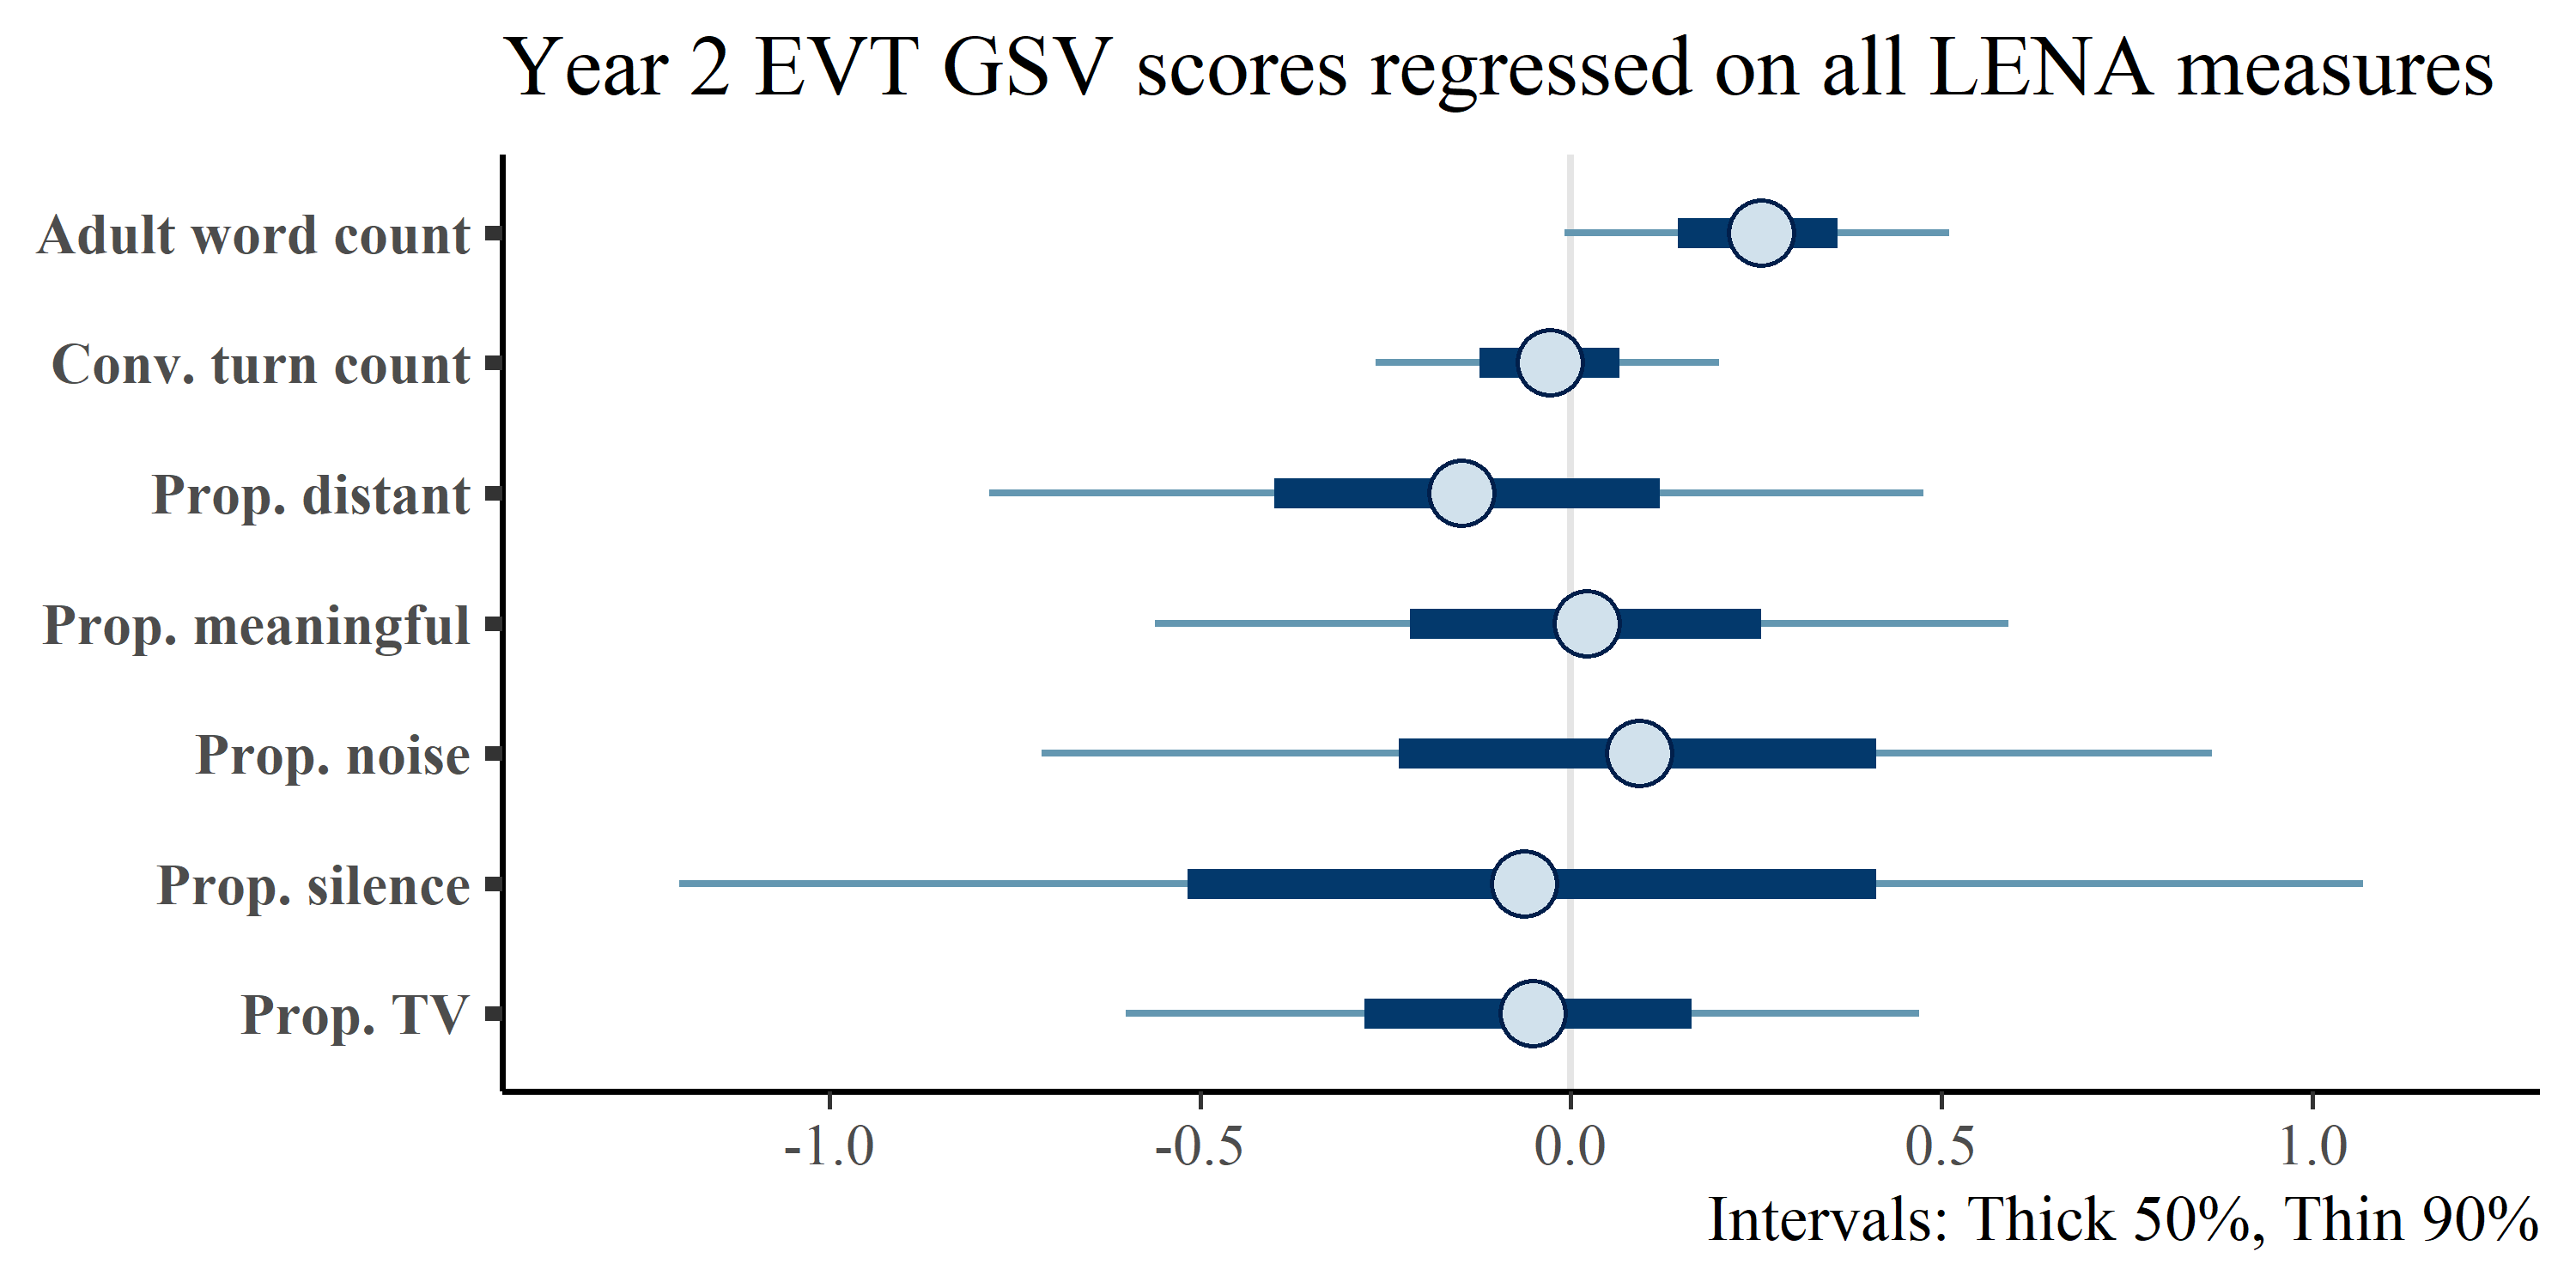 Year 2 EVT GSV scores regressed on all LENA measures
Adult word count
Conv. turn count
Prop. distant
Prop. meaningful
Prop. noise
Prop. silence
Prop. TV
-1.0 -0.5 0.0 0.5 1.0
Intervals: Thick 50%, Thin 90%